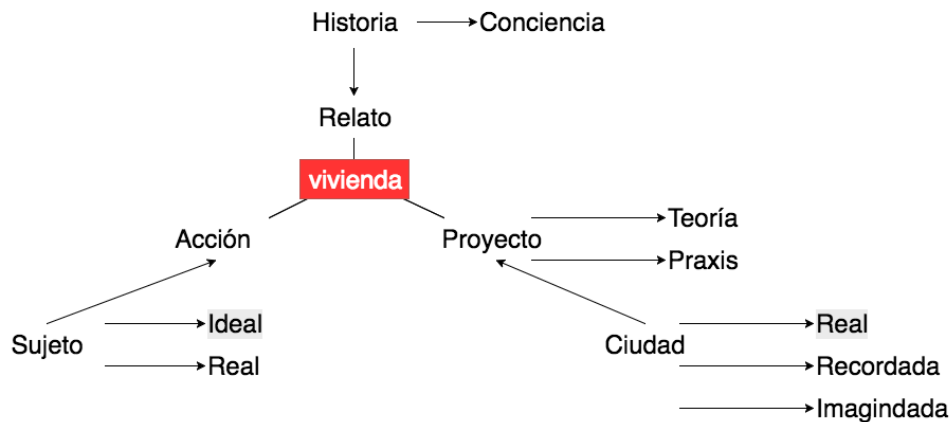 Historia
Conciencia
Relato
vivienda
Acción
Proyecto
Teoría
Praxis
Sujeto
Ideal
Real
Ciudad
Real
Recordada
Imagindada